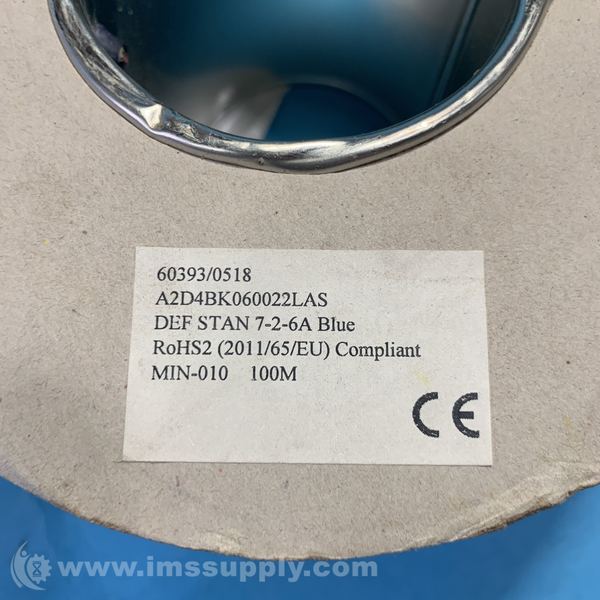 60393/0518
A2D4BK060022LAS
DEF STAN 7-2-6A Blue
RoHS2 (2011/65/EU) Compliant
MIN-010 100M
CE
www.imssupply.com